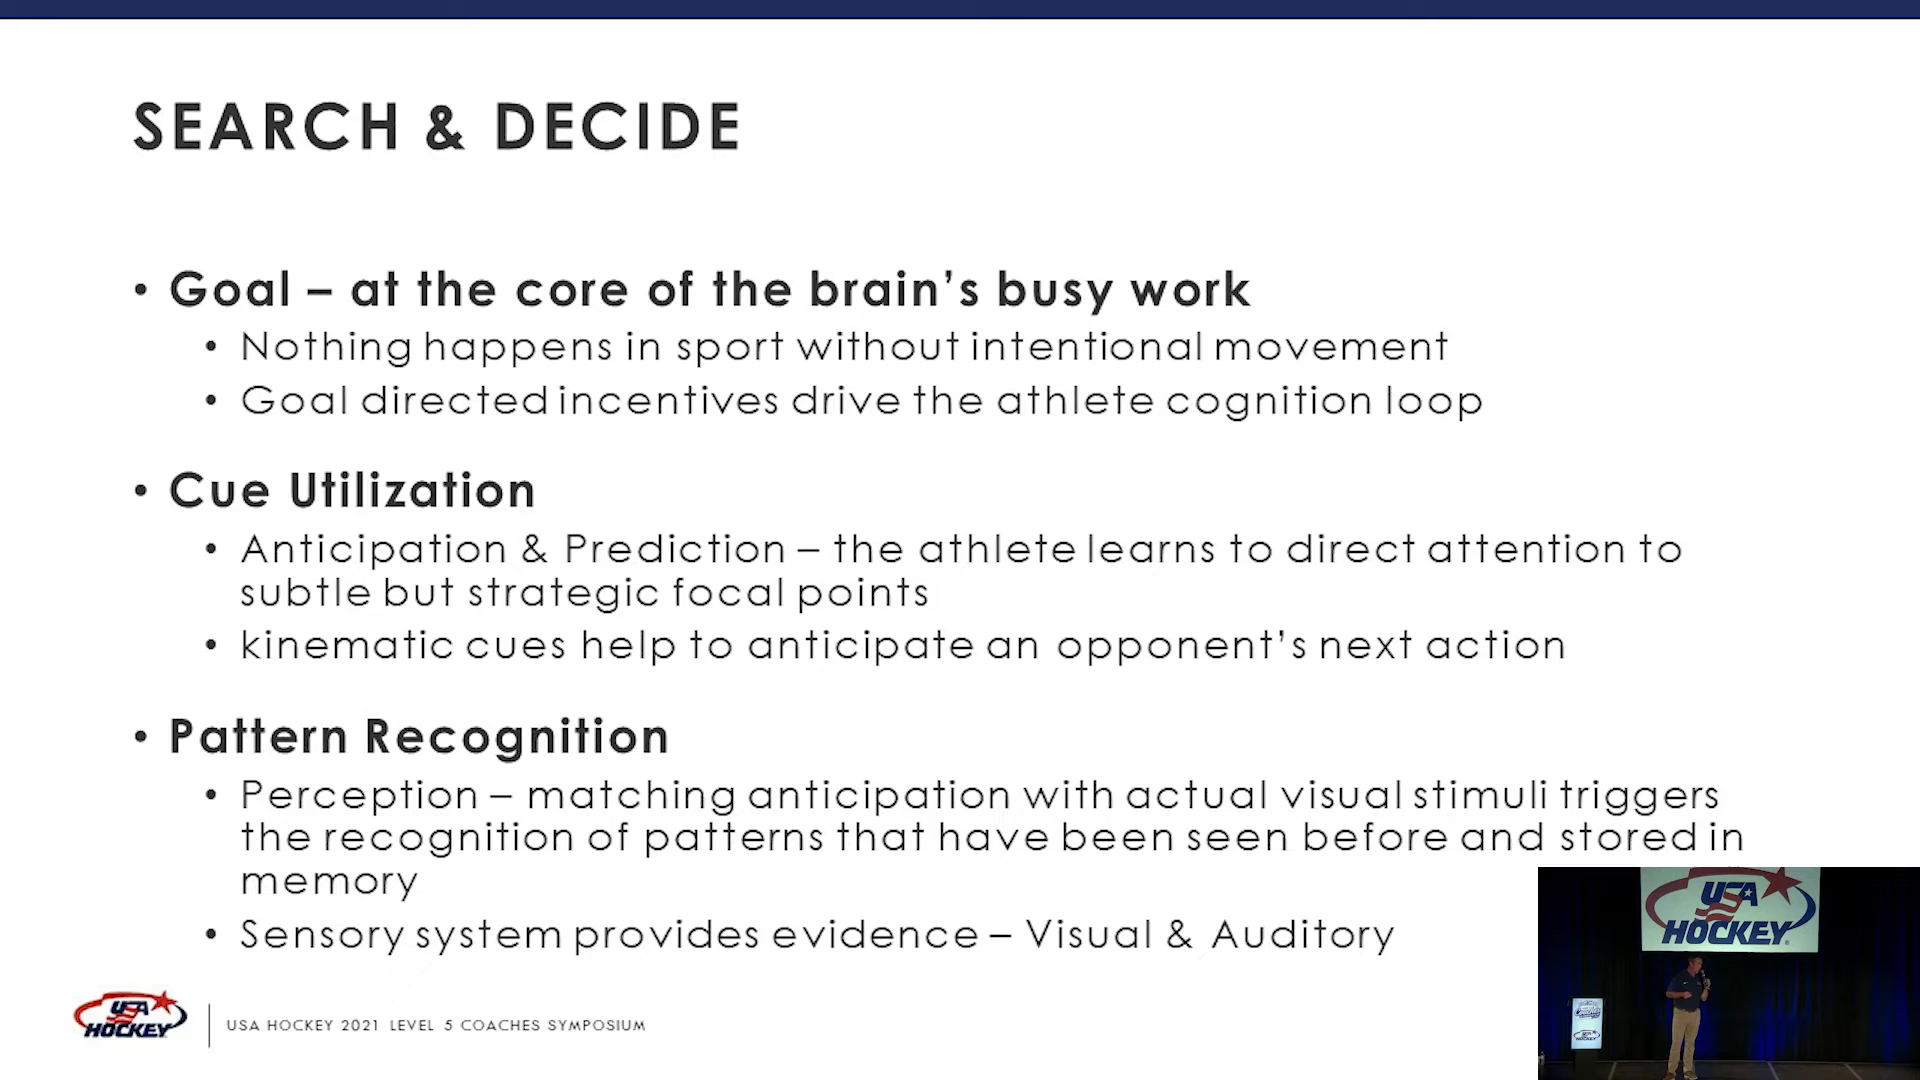 SEARCH & DECIDE
• Goal – at the core of the brain’s busy work
• Nothing happens in sport without intentional movement
• Goal directed incentives drive the athlete cognition loop
• Cue Utilization
• Anticipation & Prediction – the athlete learns to direct attention to
subtle but strategic focal points
• kinematic cues help to anticipate an opponent’s next action
• Pattern Recognition
• Perception – matching anticipation with actual visual stimuli triggers
the recognition of patterns that have been seen before and stored in
memory
• Sensory system provides evidence – Visual & Auditory
USA
HOCKEY
USA HOCKEY 2021 LEVEL 5 COACHES SYMPOSIUM
USA
HOCKEY